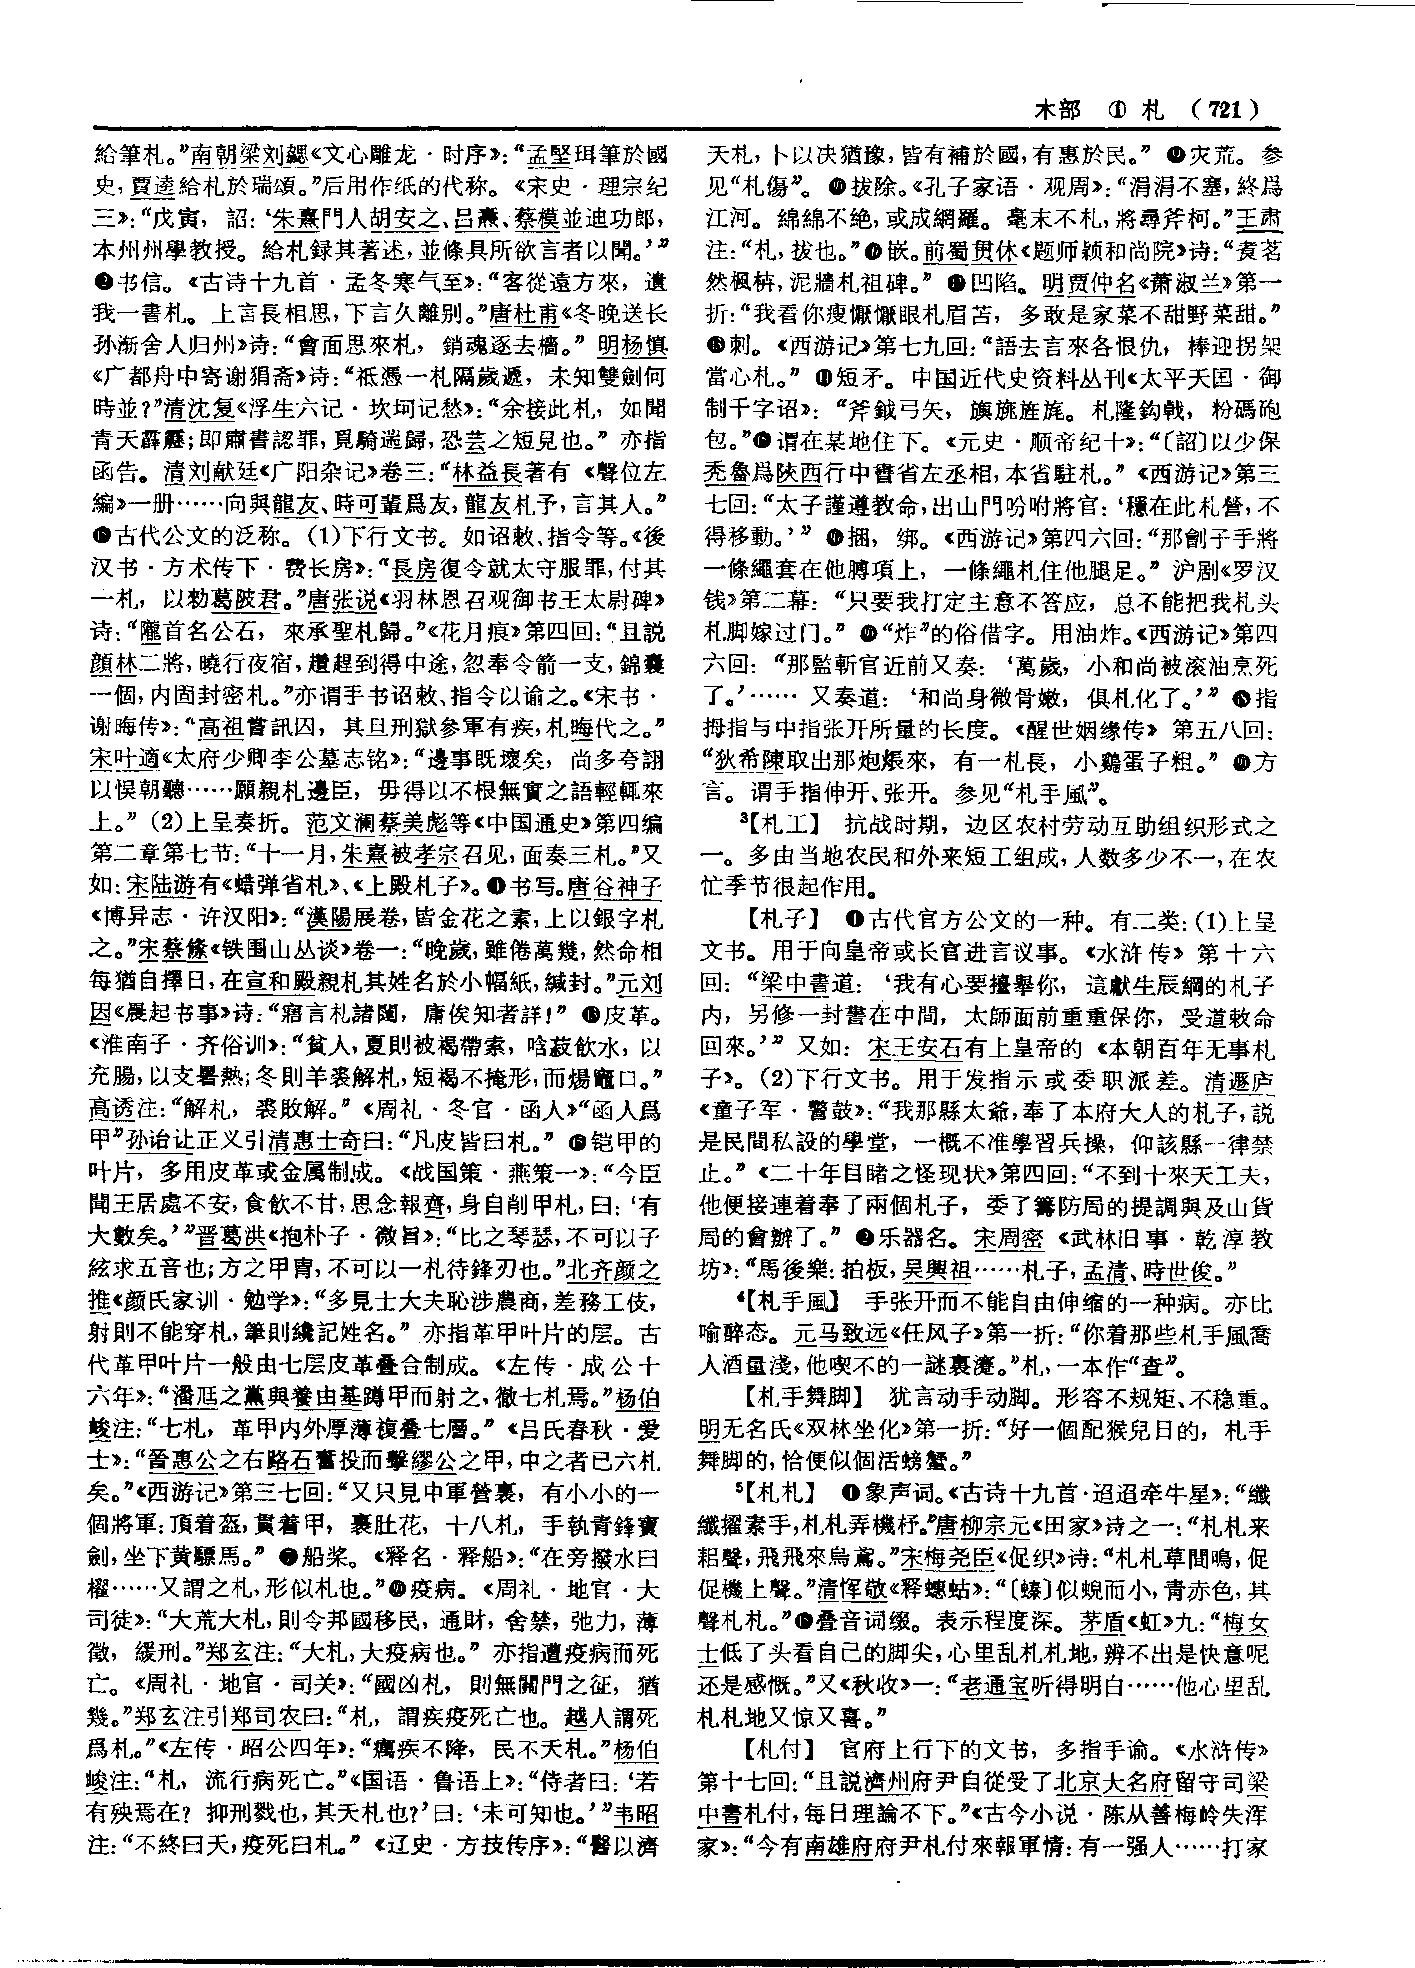 木部 ① 札 (721)
給筆札。”南朝梁刘勰《文心雕龙·时序》:“孟堅珥筆於國
史,賈逵給札於瑞頌。”后用作纸的代称。《宋史·理宗纪
三》:“戊寅, 詔:‘朱熹門人胡安之、吕燾、蔡模並迪功郎,
本州州學教授。給札録其著述,並條具所欲言者以聞。’”
❷书信。《古诗十九首·孟冬寒气至》:“客從遠方來, 遺
我一書札。上言長相思,下言久離别。”唐杜甫《冬晚送长
孙渐舍人归州》诗:“會面思來札, 銷魂逐去檣。”明杨慎
《广都舟中寄谢狷斋》诗:“祇憑一札隔歲遞, 未知雙劍何
時並?”清沈复《浮生六记·坎坷记愁》:“余接此札, 如聞
青天霹靂;即肅書認罪,覓騎遄歸,恐芸之短見也。”亦指
函告。清刘献廷《广阳杂记》卷三:“林益長著有《聲位左
編》一册……向與龍友、時可輩爲友,龍友札予,言其人。”
❸古代公文的泛称。(1)下行文书。如诏敕、指令等。《後
汉书·方术传下·费长房》:“長房復令就太守服罪,付其
一札, 以勑葛陂君。”唐张说《羽林恩召观御书王太尉碑》
诗:“隴首名公石, 來承聖札歸。”《花月痕》第四回:“且説
顔林二將,曉行夜宿,趲趕到得中途,忽奉令箭一支,錦囊
一個,内固封密札。”亦谓手书诏敕、指令以谕之。《宋书·
谢晦传》:“高祖嘗訊囚, 其旦刑獄參軍有疾,札晦代之。”
宋叶適《太府少卿李公墓志铭》:“邊事既壞矣, 尚多夸詡
以悮朝聽……願親札邊臣, 毋得以不根無實之語輕輒來
上。”(2)上呈奏折。范文澜蔡美彪等《中国通史》第四编
第二章第七节:“十一月,朱熹被孝宗召见,面奏三札。”又
如:宋陆游有《蜡弹省札》、《上殿札子》。❹书写。唐谷神子
《博异志·许汉阳》:“漢陽展卷,皆金花之素,上以銀字札
之。”宋蔡絛《铁围山丛谈》卷一:“晚歲,雖倦萬幾,然命相
每猶自擇日,在宣和殿親札其姓名於小幅紙,緘封。”元刘
因《晨起书事》诗:“寤言札諸闥, 庸俟知者詳!”❺皮革。
《淮南子·齐俗训》:“貧人,夏則被褐帶索, 唅菽飲水, 以
充腸,以支暑熱;冬則羊裘解札,短褐不掩形,而煬竈口。”
高诱注:“解札, 裘敗解。”《周礼·冬官·函人》“函人爲
甲”孙诒让正义引清惠士奇曰:“凡皮皆曰札。”❻铠甲的
叶片, 多用皮革或金属制成。《战国策·燕策一》:“今臣
聞王居處不安,食飲不甘,思念報齊,身自削甲札,曰:‘有
大數矣。’”晋葛洪《抱朴子·微旨》:“比之琴瑟,不可以孑
絃求五音也;方之甲胄,不可以一札待鋒刃也。”北齐颜之
推《颜氏家训·勉学》:“多見士大夫恥涉農商,差務工伎,
射則不能穿札,筆則纔記姓名。”亦指革甲叶片的层。古
代革甲叶片一般由七层皮革叠合制成。《左传·成公十
六年》:“潘尪之黨與養由基蹲甲而射之,徹七札焉。”杨伯
峻注:“七札, 革甲内外厚薄複叠七層。”《吕氏春秋·爱
士》:“晉惠公之右路石奮投而擊繆公之甲,中之者已六札
矣。”《西游记》第三七回:“又只見中軍營裏, 有小小的一
個將軍:頂着盔,貫着甲, 裹肚花, 十八札, 手執青鋒寶
劍,坐下黄驃馬。”❼船桨。《释名·释船》:“在旁撥水曰
櫂……又謂之札,形似札也。”❽疫病。《周礼·地官·大
司徒》:“大荒大札,則令邦國移民, 通財, 舍禁, 弛力, 薄
徵, 緩刑。”郑玄注:“大札,大疫病也。”亦指遭疫病而死
亡。《周礼·地官·司关》:“國凶札, 則無關門之征, 猶
幾。”郑玄注引郑司农曰:“札, 謂疾疫死亡也。越人謂死
爲札。”《左传·昭公四年》:“癘疾不降, 民不夭札。”杨伯
峻注:“札, 流行病死亡。”《国语·鲁语上》:“侍者曰:‘若
有殃焉在? 抑刑戮也,其夭札也?’曰:‘未可知也。’”韦昭
注:“不終曰夭,疫死曰札。”《辽史·方技传序》:“醫以濟
夭札, 卜以决猶豫,皆有補於國,有惠於民。”❾灾荒。参
见“札傷”。❿拔除。《孔子家语·观周》:“涓涓不塞,終爲
江河。綿綿不絶,或成網羅。毫末不札,將尋斧柯。”王肃
注:“札,拔也。”⓫嵌。前蜀贯休《题师颖和尚院》诗:“煑茗
然楓枿,泥牆札祖碑。”⓬凹陷。明贾仲名《萧淑兰》第一
折:“我看你瘦懨懨眼札眉苫, 多敢是家菜不甜野菜甜。”
⓭刺。《西游记》第七九回:“語去言來各恨仇, 棒迎拐架
當心札。”⓮短矛。中国近代史资料丛刊《太平天囯·御
制千字诏》:“斧鉞弓矢, 旗旐旌旄。札隆鈎戟, 粉碼砲
包。”⓯谓在某地住下。《元史·顺帝纪十》:“〔詔〕以少保
秃魯爲陝西行中書省左丞相,本省駐札。”《西游记》第三
七回:“太子謹遵教命,出山門吩咐將官:‘穩在此札營,不
得移動。’”⓰捆, 绑。《西游记》第四六回:“那劊子手將
一條繩套在他膊項上, 一條繩札住他腿足。”沪剧《罗汉
钱》第二幕:“只要我打定主意不答应, 总不能把我札头
札脚嫁过门。”⓱“炸”的俗借字。用油炸。《西游记》第四
六回:“那監斬官近前又奏:‘萬歲, 小和尚被滚油烹死
了。’……又奏道:‘和尚身微骨嫩, 俱札化了。’”⓲指
拇指与中指张开所量的长度。《醒世姻缘传》第五八回:
“狄希陳取出那炮煨來, 有一札長, 小鷄蛋子粗。”⓳方
言。谓手指伸开、张开。参见“札手風”。
³【札工】 抗战时期, 边区农村劳动互助组织形式之
一。多由当地农民和外来短工组成,人数多少不一,在农
忙季节很起作用。
【札子】 ❶古代官方公文的一种。有二类:(1)上呈
文书。用于向皇帝或长官进言议事。《水浒传》第十六
回:“梁中書道:‘我有心要擡舉你, 這獻生辰綱的札子
内, 另修一封書在中間, 太師面前重重保你, 受道敕命
回來。’”又如: 宋王安石有上皇帝的《本朝百年无事札
子》。(2)下行文书。用于发指示或委职派差。清遯庐
《童子军·警鼓》:“我那縣太爺,奉了本府大人的札子,説
是民間私設的學堂, 一概不准學習兵操, 仰該縣一律禁
止。”《二十年目睹之怪现状》第四回:“不到十來天工夫,
他便接連着奉了兩個札子, 委了籌防局的提調與及山貨
局的會辦了。”❷乐器名。宋周密《武林旧事·乾淳教
坊》:“馬後樂:拍板,吴興祖……札子,孟清、時世俊。”
⁴【札手風】 手张开而不能自由伸缩的一种病。亦比
喻醉态。元马致远《任风子》第一折:“你着那些札手風喬
人酒量淺,他喫不的一謎裏瀽。”札,一本作“查”。
【札手舞脚】 犹言动手动脚。形容不规矩、不稳重。
明无名氏《双林坐化》第一折:“好一個配猴兒日的, 札手
舞脚的,恰便似個活螃蟹。”
⁵【札札】 ❶象声词。《古诗十九首·迢迢牵牛星》:“纖
纖擢素手,札札弄機杼。”唐柳宗元《田家》诗之一:“札札来
耜聲,飛飛來烏鳶。”宋梅尧臣《促织》诗:“札札草間鳴,促
促機上聲。”清恽敬《释蟪蛄》:“〔螓〕似蜺而小,青赤色,其
聲札札。”❷叠音词缀。表示程度深。茅盾《虹》九:“梅女
士低了头看自己的脚尖,心里乱札札地,辨不出是快意呢
还是感慨。”又《秋收》一:“老通宝听得明白……他心里乱
札札地又惊又喜。”
【札付】 官府上行下的文书, 多指手谕。《水浒传》
第十七回:“且説濟州府尹自從受了北京大名府留守司梁
中書札付,每日理論不下。”《古今小说·陈从善梅岭失浑
家》:“今有南雄府府尹札付來報軍情:有一强人……打家